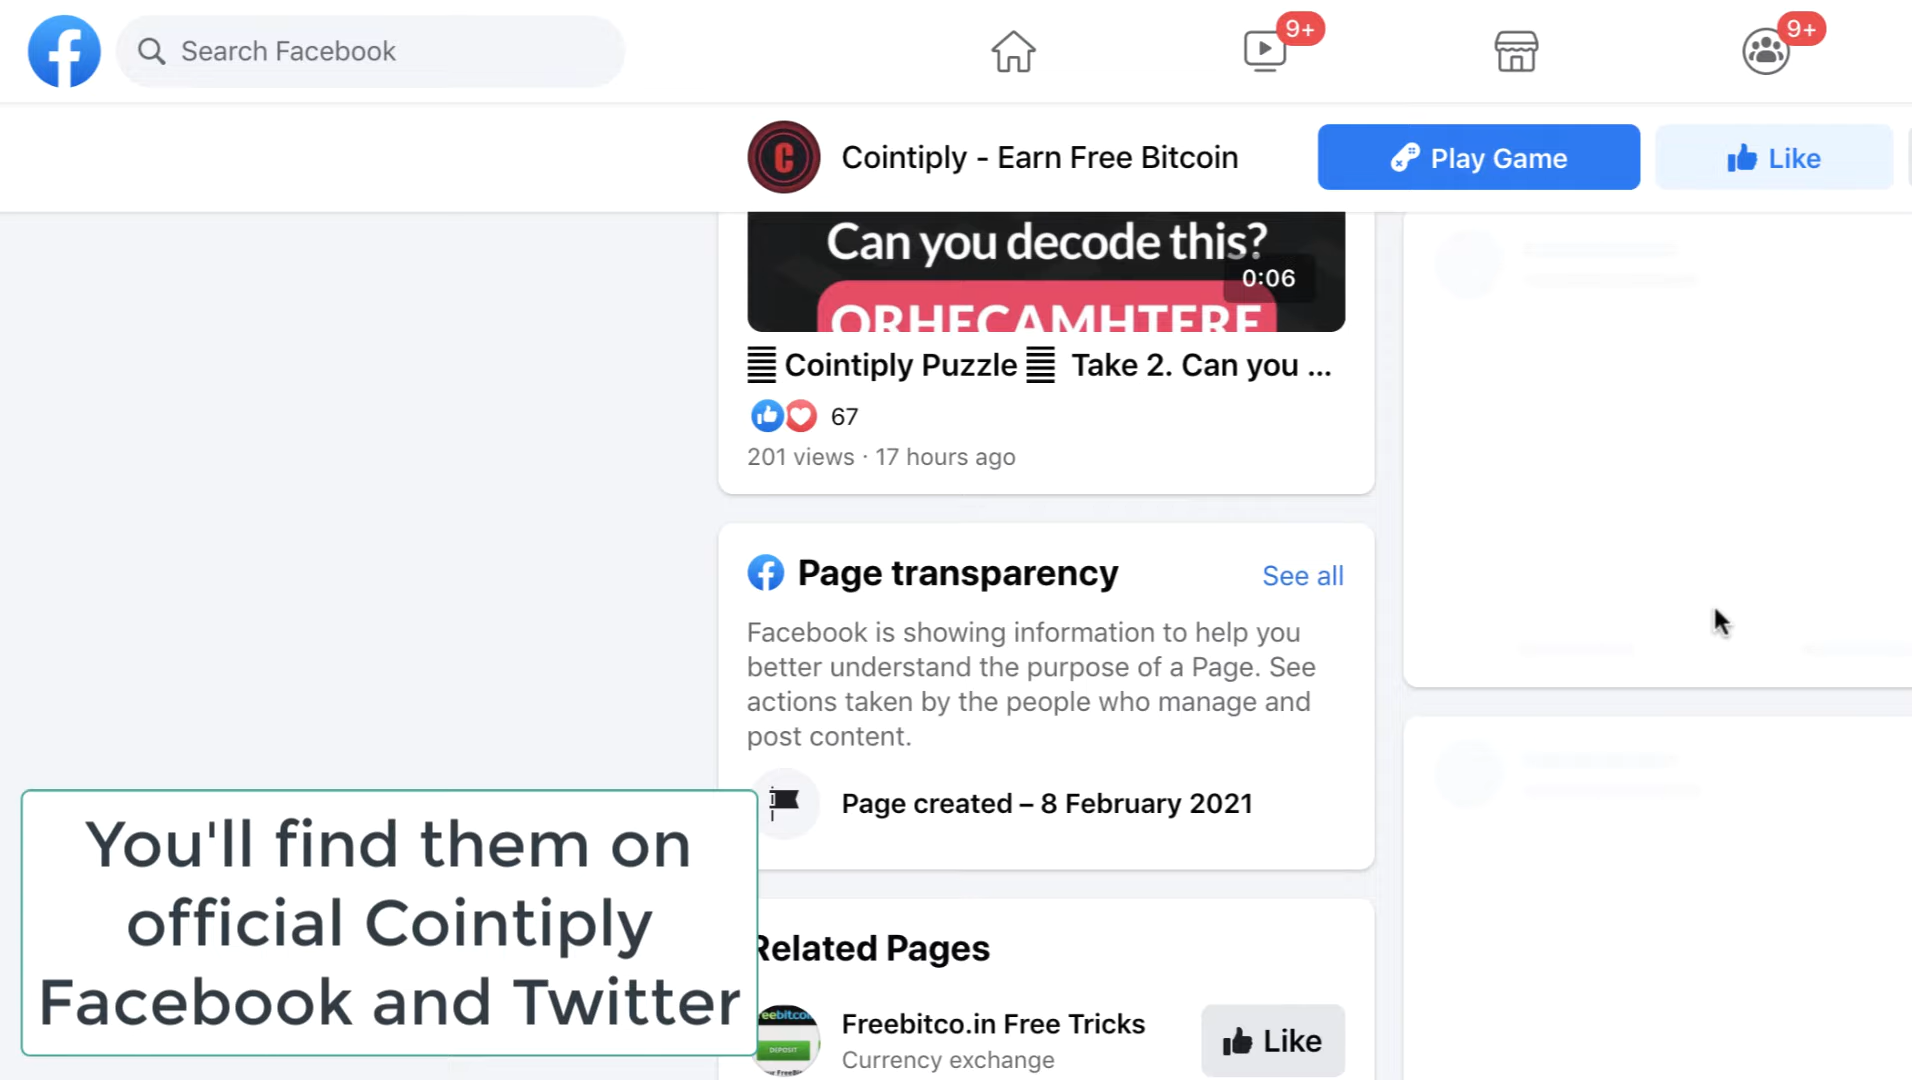 Search Facebook
9+
9+
C
Cointiply - Earn Free Bitcoin
Play Game
Like
Can you decode this?
0:06
ORHECAMHTERE
Cointiply Puzzle Take 2. Can you ...
67
201 views · 17 hours ago
Page transparency
See all
Facebook is showing information to help you
better understand the purpose of a Page. See
actions taken by the people who manage and
post content.
Page created – 8 February 2021
You'll find them on
official Cointiply
Facebook and Twitter
Related Pages
Freebitco.in Free Tricks
Currency exchange
Like
DEPOSIT